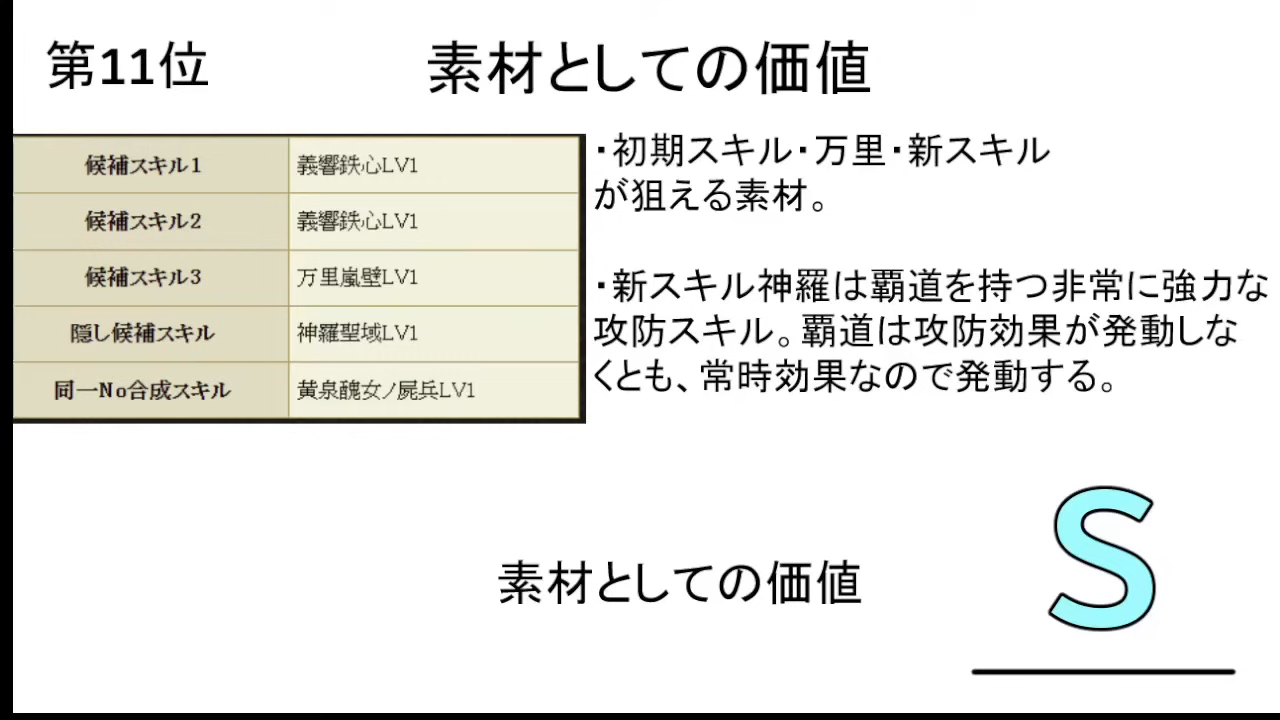 第11位
素材としての価値
候補スキル1 義響鉄心LV1
候補スキル2 義響鉄心LV1
候補スキル3 万里嵐壁LV1
隠し候補スキル 神羅聖域LV1
同一No合成スキル 黄泉醜女ノ屍兵LV1
・初期スキル・万里・新スキル
が狙える素材。
・新スキル神羅は覇道を持つ非常に強力な
攻防スキル。覇道は攻防効果が発動しな
くとも、常時効果なので発動する。
素材としての価値
S